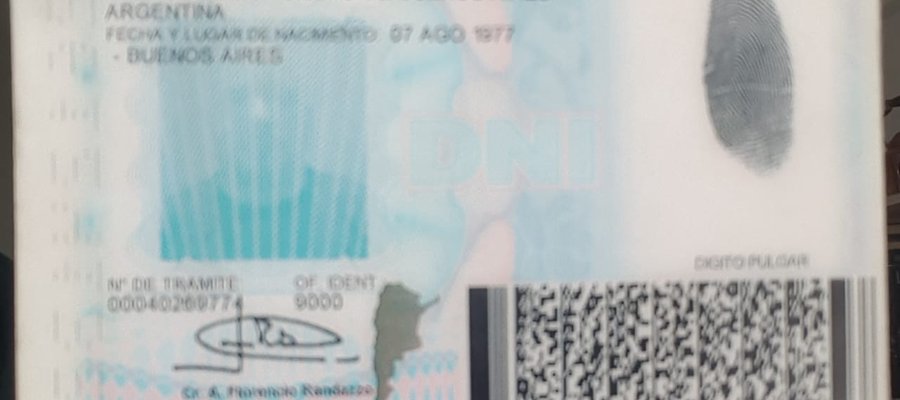 ARGENTINA
FECHA Y LUGAR DE NACIMIENTO 07 AGO 1977
- BUENOS AIRES
DNI
DIGITO PULGAR
Nº DE TRAMITE OF IDENT
00040269774 9000
Cr. A. Florencio Randazzo